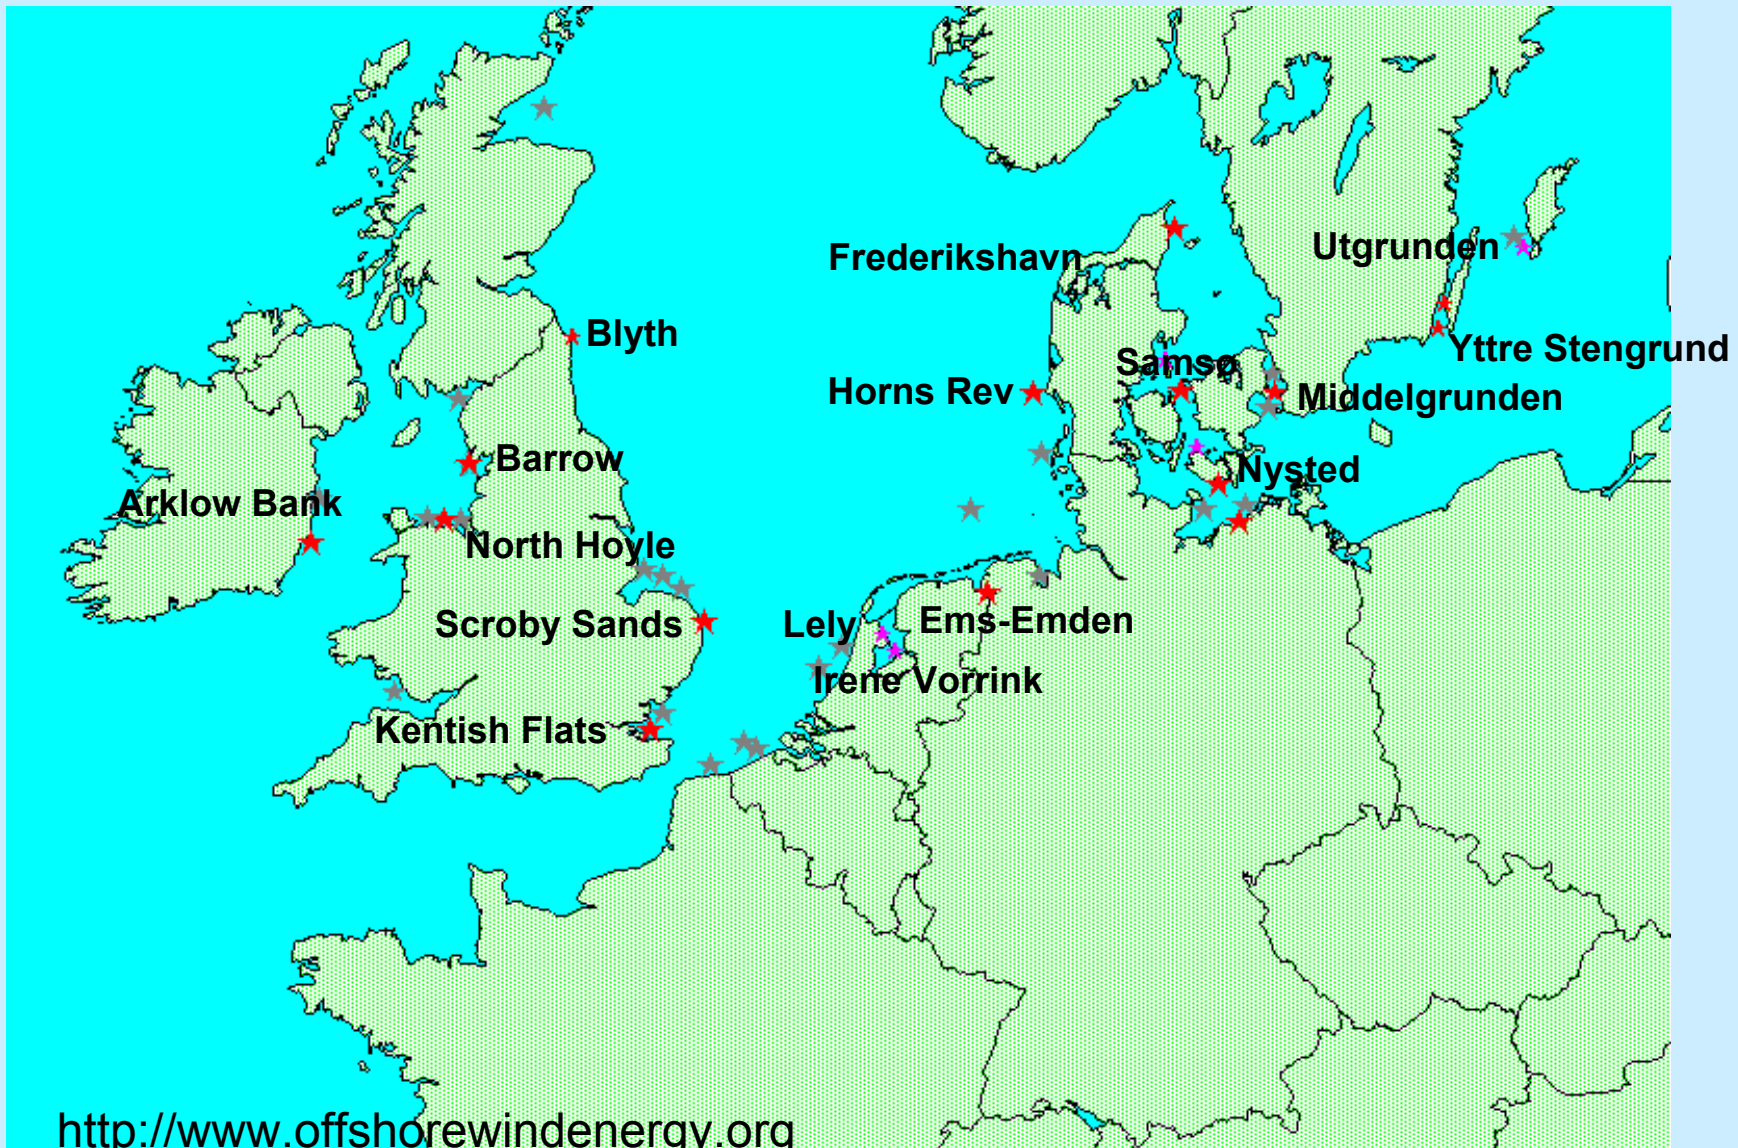 Utgrunden
Frederikshavn
Blyth
Yttre Stengrund
Samsø
Horns Rev
Middelgrunden
Barrow
Nysted
Arklow Bank
North Hoyle
Scroby Sands
Lely
Ems-Emden
Irene Vorrink
Kentish Flats
http://www.offshorewindenergy.org